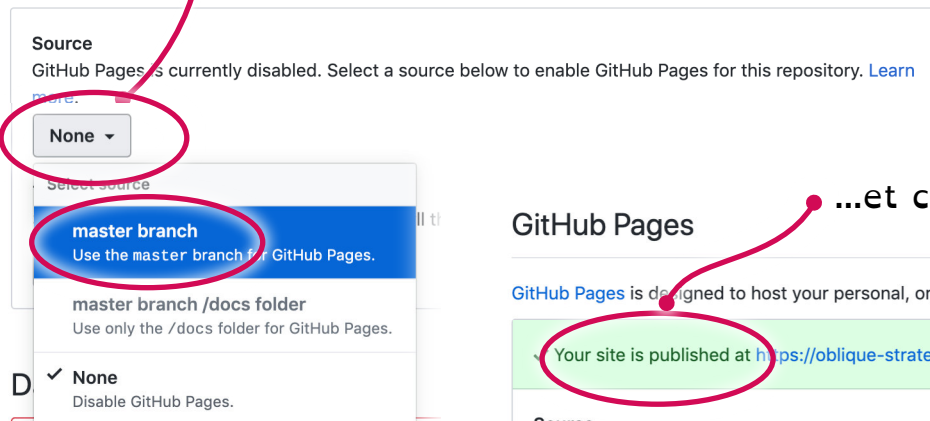 Source
GitHub Pages is currently disabled. Select a source below to enable GitHub Pages for this repository. Learn
more.
None
Select source
master branch
Use the master branch for GitHub Pages.
master branch /docs folder
Use only the /docs folder for GitHub Pages.
None
Disable GitHub Pages.
...et c
GitHub Pages
GitHub Pages is designed to host your personal, or
Your site is published at https://oblique-strate